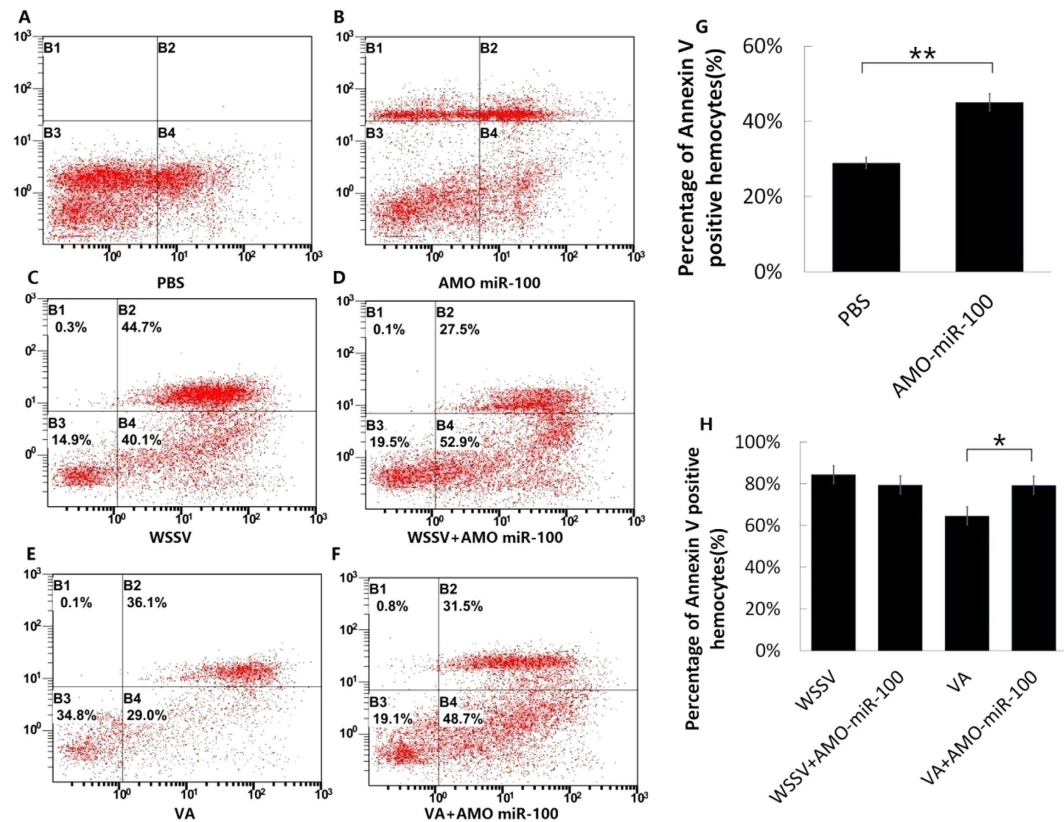 A
10³
10²
10¹
10⁰
B1
B2
B3
B4
10⁰
10¹
10²
10³
PBS
B
10³
10²
10¹
10⁰
B1
B2
B3
B4
10⁰
10¹
10²
10³
AMO miR-100
C
0³
10²
0¹
0⁰
B1
0.3%
B2
44.7%
B3
14.9%
B4
40.1%
10⁰
10¹
10²
10³
WSSV
D
10³
10²
10¹
10⁰
B1
0.1%
B2
27.5%
B3
19.5%
B4
52.9%
10⁰
10¹
10²
10³
WSSV+AMO miR-100
E
10³
10²
10¹
10⁰
B1
0.1%
B2
36.1%
B3
34.8%
B4
29.0%
10⁰
10¹
10²
10³
VA
F
10³
10²
10¹
10⁰
B1
0.8%
B2
31.5%
B3
19.1%
B4
48.7%
10⁰
10¹
10²
10³
VA+AMO miR-100
G
Percentage of Annexin V
positive hemocytes(%)
60%
40%
20%
0%
**
PBS
AMO-miR-100
H
Percentage of Annexin V positive
hemocytes(%)
100%
80%
60%
40%
20%
0%
*
WSSV
WSSV+AMO-miR-100
VA
VA+AMO-miR-100